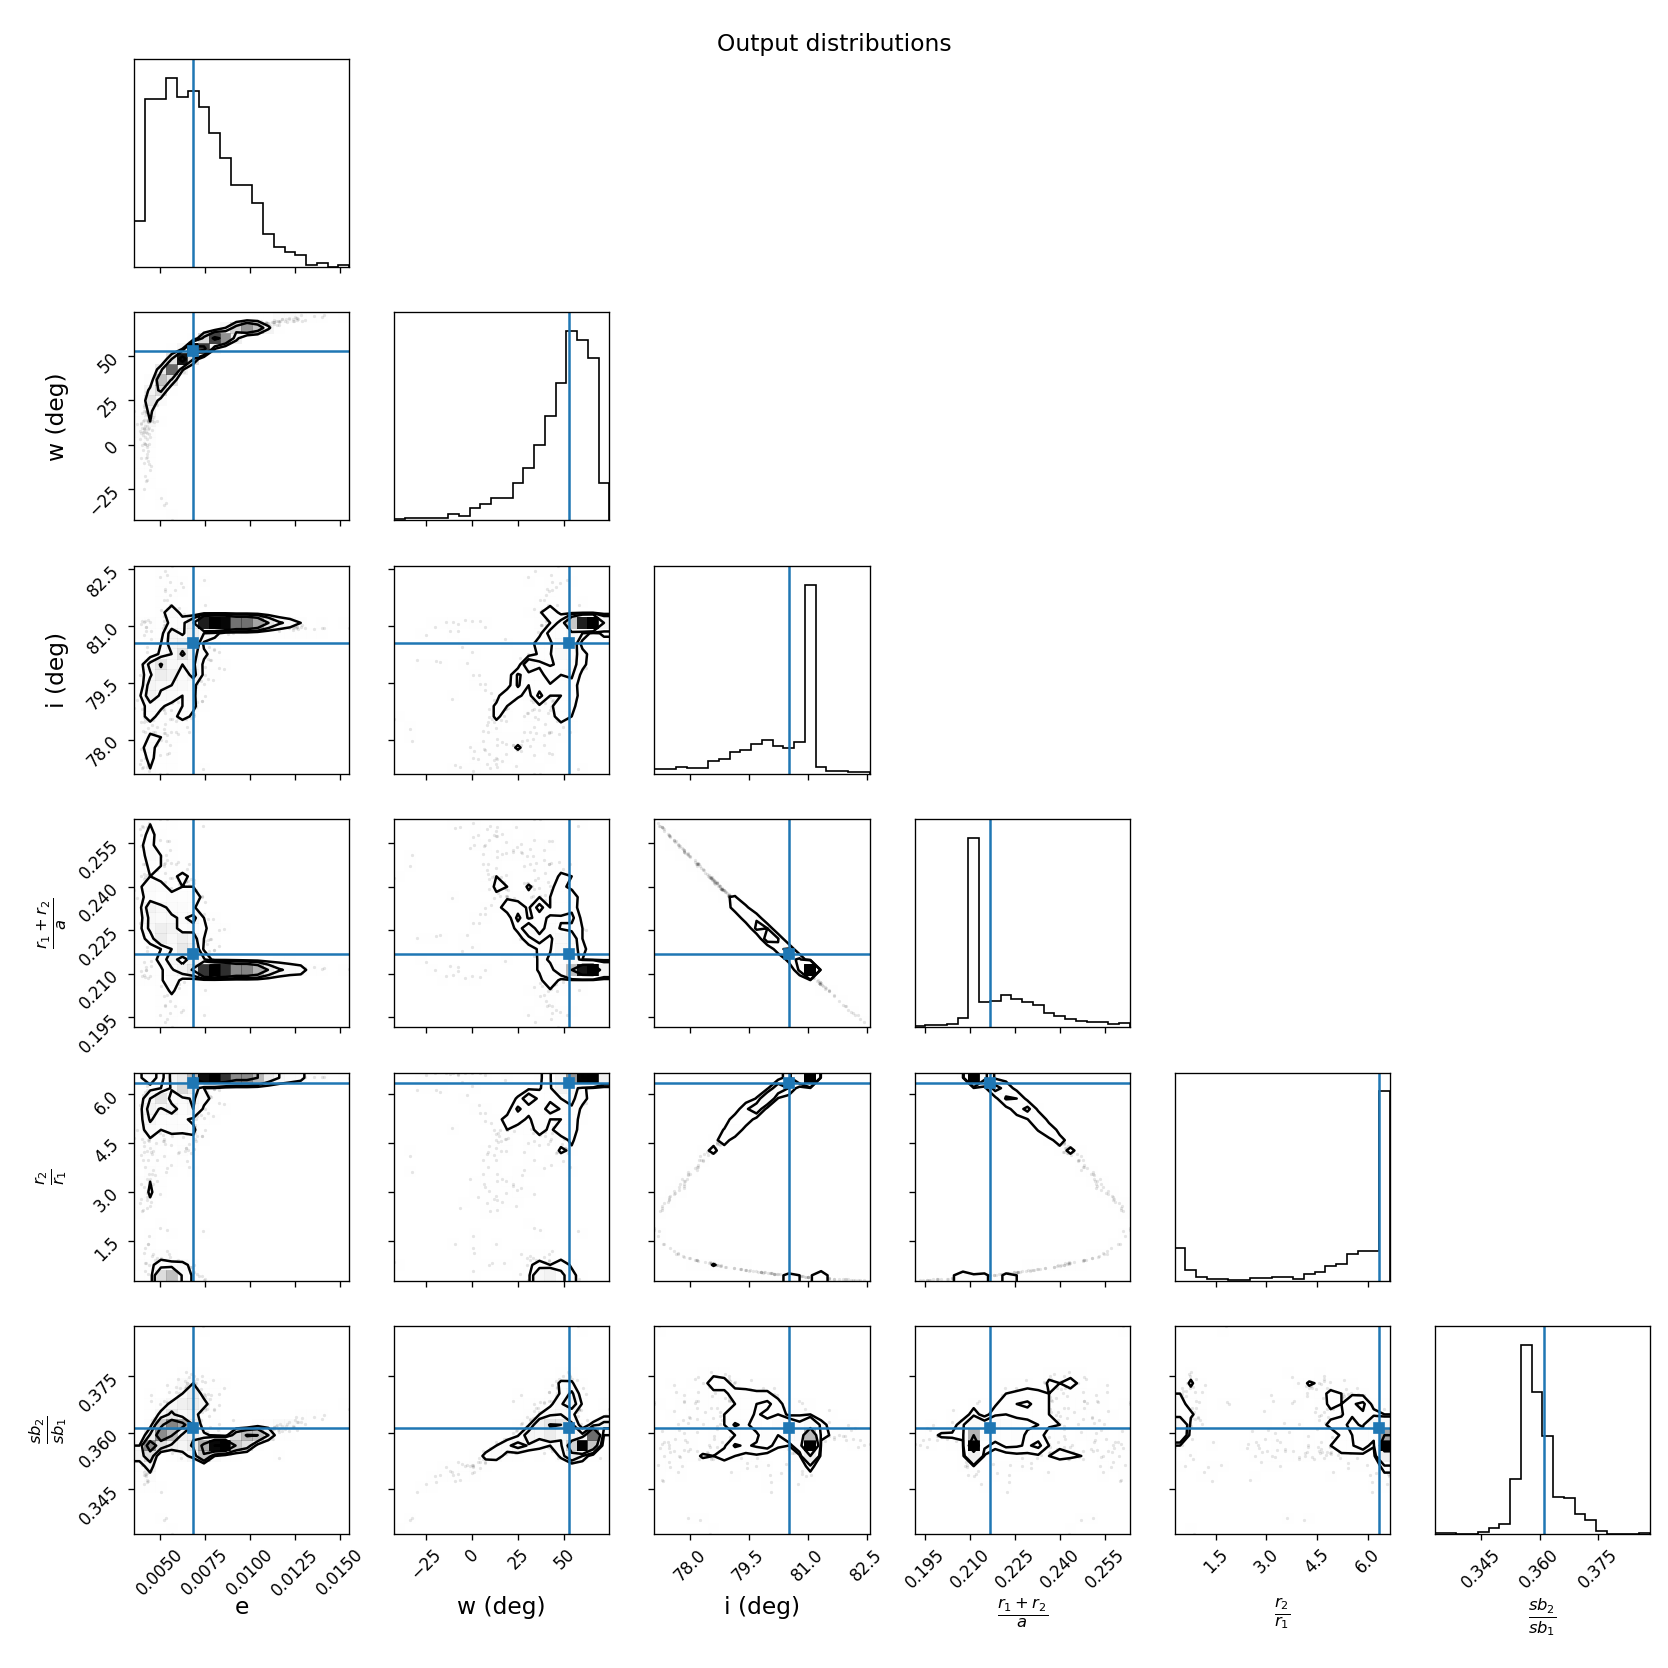 Output distributions
w (deg)
50
25
0
−25
i (deg)
82.5
81.0
79.5
78.0
r1 + r2
a
0.255
0.240
0.225
0.210
0.195
r2
r1
6.0
4.5
3.0
1.5
sb2
sb1
0.375
0.360
0.345
0.0050 0.0075 0.0100 0.0125 0.0150
−25 0 25 50
78.0 79.5 81.0 82.5
0.195 0.210 0.225 0.240 0.255
1.5 3.0 4.5 6.0
0.345 0.360 0.375
e
w (deg)
i (deg)
r1 + r2
a
r2
r1
sb2
sb1